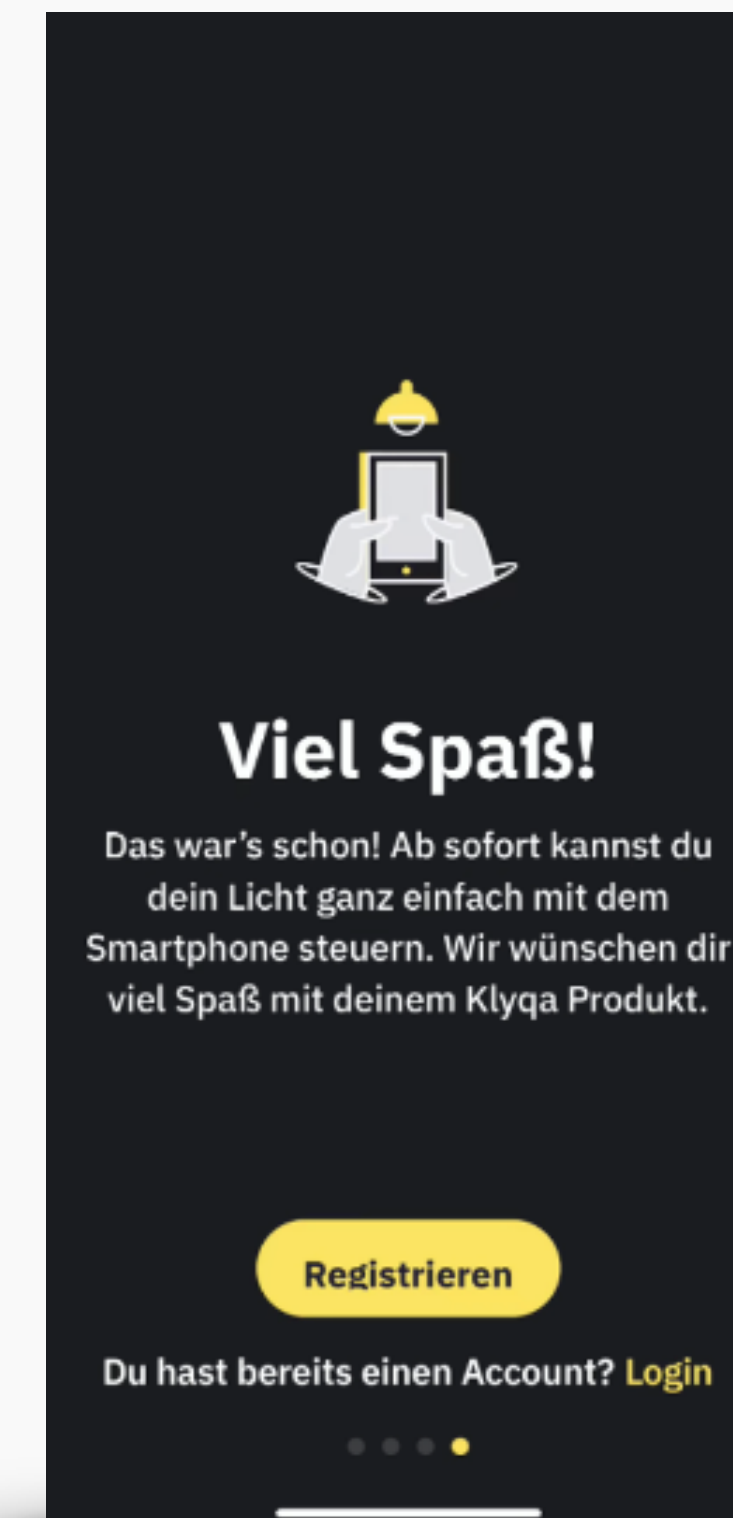 Viel Spaß!
Das war’s schon! Ab sofort kannst du
dein Licht ganz einfach mit dem
Smartphone steuern. Wir wünschen dir
viel Spaß mit deinem Klyqa Produkt.
Registrieren
Du hast bereits einen Account? Login